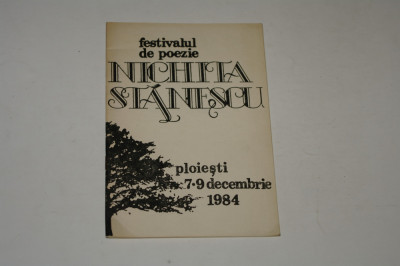 festivalul
de poezie
NICHITA
STĂNESCU
ploiești
7-9 decembrie
1984